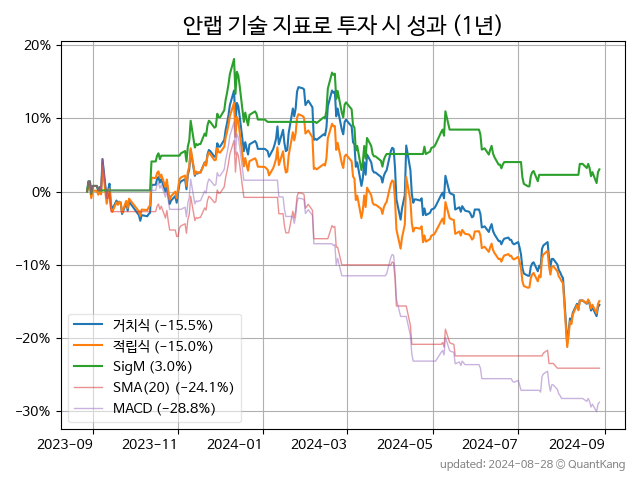 안랩 기술 지표로 투자 시 성과 (1년)
20%
10%
0%
−10%
−20%
−30%
거치식 (−15.5%)
적립식 (−15.0%)
SigM (3.0%)
SMA(20) (−24.1%)
MACD (−28.8%)
2023-09 2023-11 2024-01 2024-03 2024-05 2024-07 2024-09
updated: 2024-08-28 © QuantKang